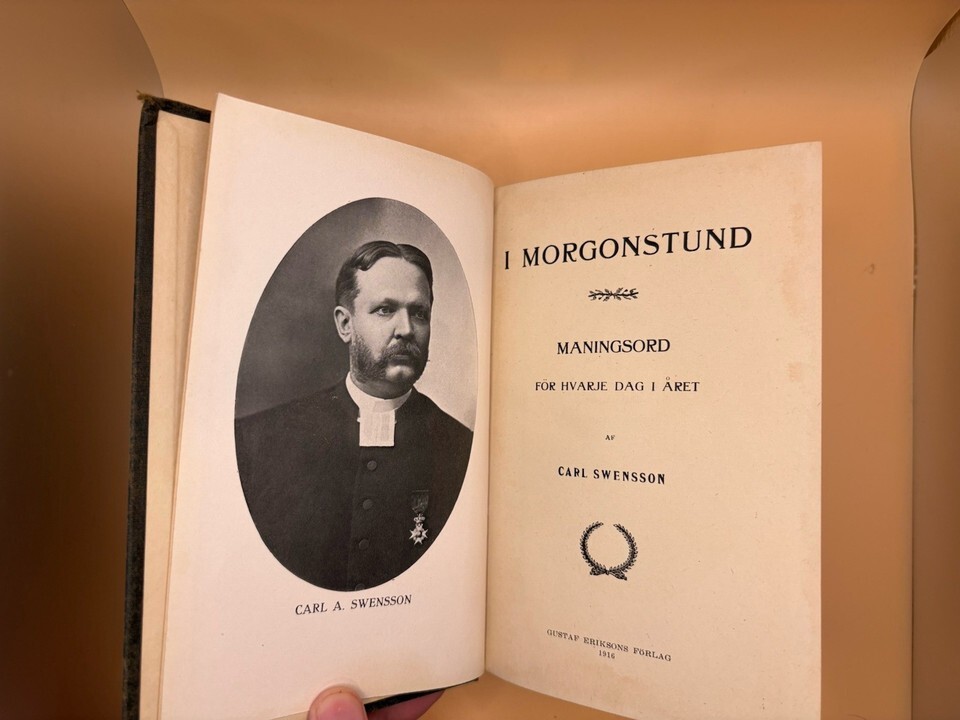 CARL A. SWENSSON
I MORGONSTUND
MANINGSORD
FÖR HVARJE DAG I ÅRET
AF
CARL SWENSSON
GUSTAF ERIKSONS FÖRLAG
1916